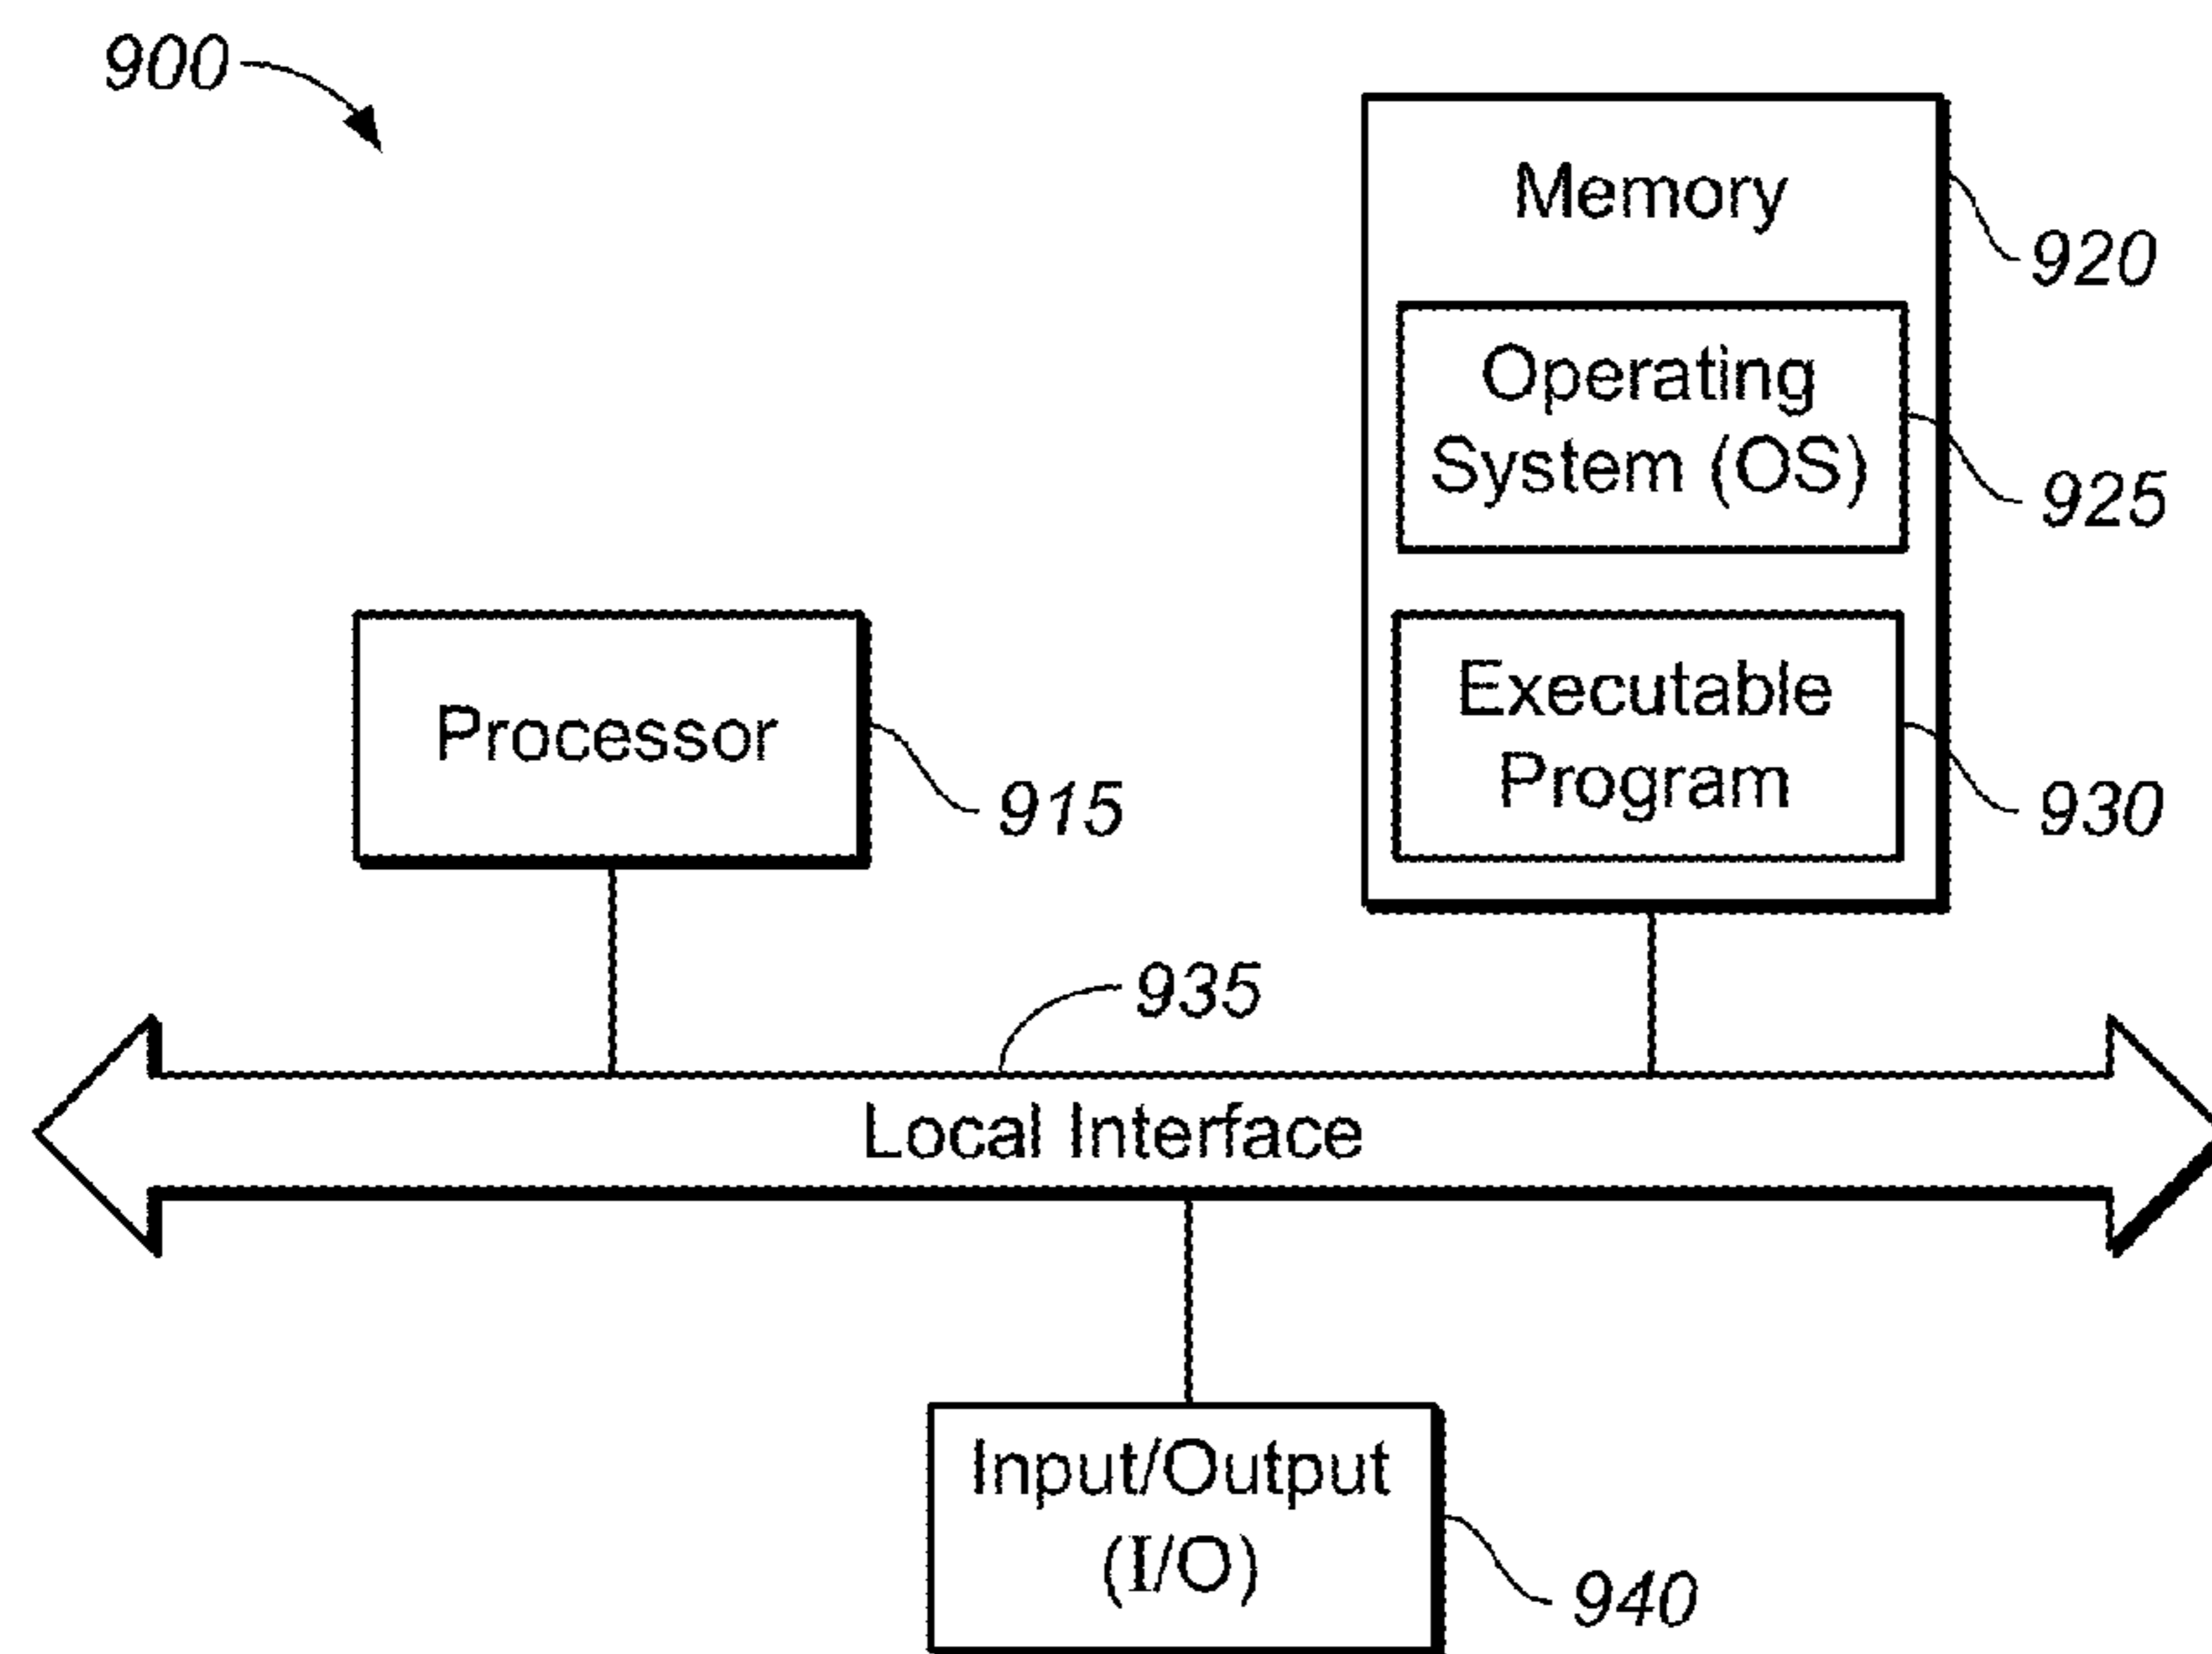 900
Memory
920
Operating
System (OS)
925
Executable
Program
930
Processor
915
935
Local Interface
Input/Output
(I/O)
940